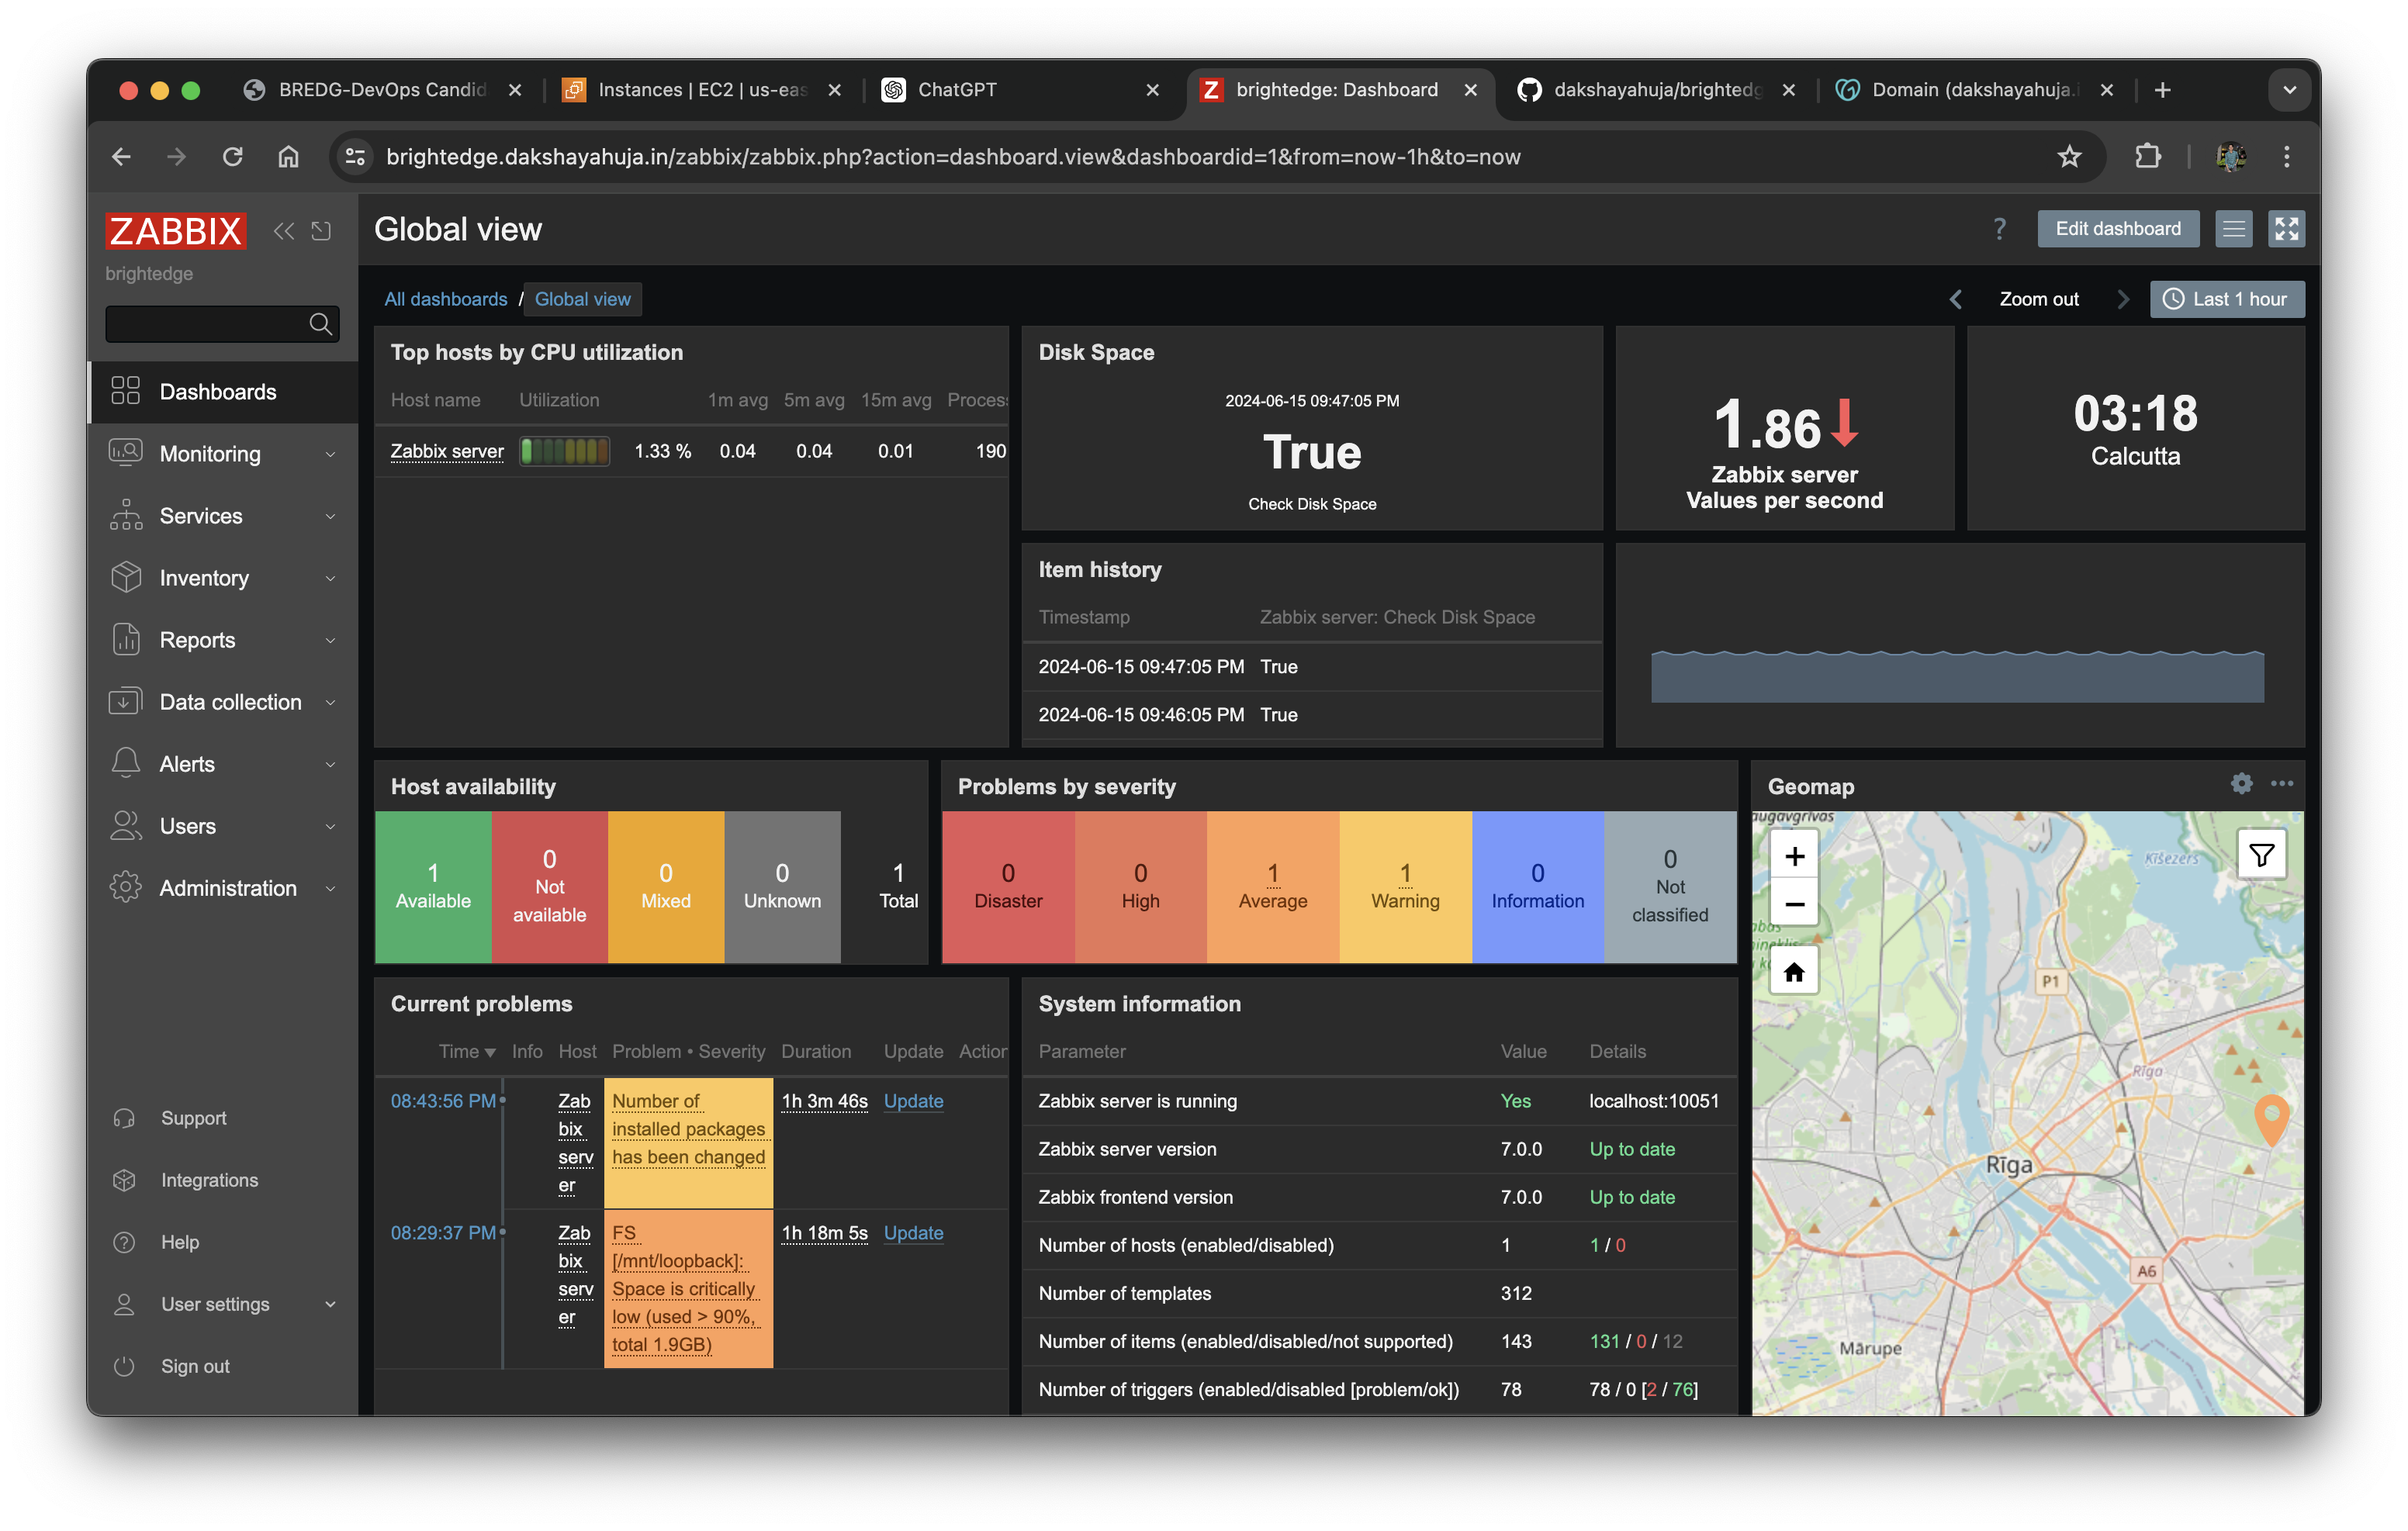 BREDG-DevOps Candid
Instances | EC2 | us-eas
ChatGPT
brightedge: Dashboard
dakshayahuja/brightedg
Domain (dakshayahuja.i
brightedge.dakshayahuja.in/zabbix/zabbix.php?action=dashboard.view&dashboardid=1&from=now-1h&to=now
ZABBIX
brightedge
Dashboards
Monitoring
Services
Inventory
Reports
Data collection
Alerts
Users
Administration
Support
Integrations
Help
User settings
Sign out
Global view
? Edit dashboard
All dashboards / Global view
Zoom out
Last 1 hour
Top hosts by CPU utilization
Host name Utilization 1m avg 5m avg 15m avg Process
Zabbix server 1.33 % 0.04 0.04 0.01 190
Disk Space
2024-06-15 09:47:05 PM
True
Check Disk Space
1.86
Zabbix server
Values per second
03:18
Calcutta
Item history
Timestamp Zabbix server: Check Disk Space
2024-06-15 09:47:05 PM True
2024-06-15 09:46:05 PM True
Host availability
1 Available
0 Not available
0 Mixed
0 Unknown
1 Total
Problems by severity
0 Disaster
0 High
1 Average
1 Warning
0 Information
0 Not classified
Geomap
Ķīšezers
P1
Rīga
Rīga
A6
Mārupe
Current problems
Time Info Host Problem • Severity Duration Update Action
08:43:56 PM Zab Number of 1h 3m 46s Update
bix installed packages
serv has been changed
er
08:29:37 PM Zab FS 1h 18m 5s Update
bix [/mnt/loopback]:
serv Space is critically
er low (used > 90%,
total 1.9GB)
System information
Parameter Value Details
Zabbix server is running Yes localhost:10051
Zabbix server version 7.0.0 Up to date
Zabbix frontend version 7.0.0 Up to date
Number of hosts (enabled/disabled) 1 1 / 0
Number of templates 312
Number of items (enabled/disabled/not supported) 143 131 / 0 / 12
Number of triggers (enabled/disabled [problem/ok]) 78 78 / 0 [2 / 76]